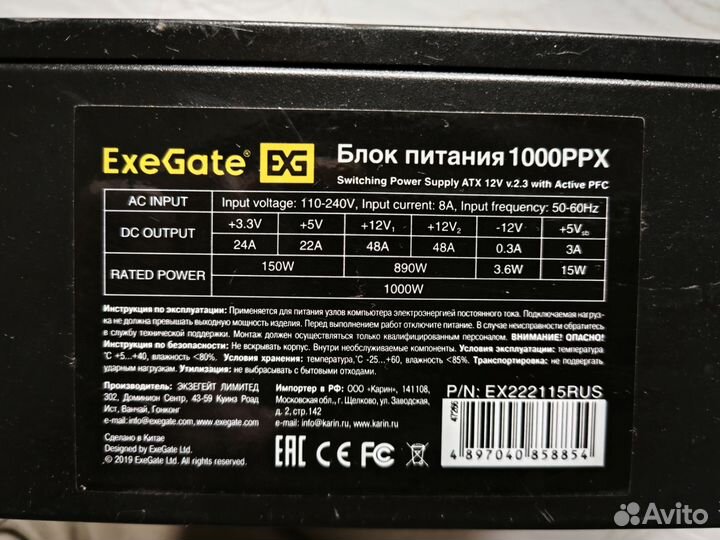 ExeGate® EXG Блок питания 1000PPX
Switching Power Supply ATX 12V v.2.3 with Active PFC
AC INPUT Input voltage: 110-240V, Input current: 8A, Input frequency: 50-60Hz
DC OUTPUT +3.3V +5V +12V1 +12V2 -12V +5Vsb
24A 22A 48A 48A 0.3A 3A
RATED POWER 150W 890W 3.6W 15W
1000W
Инструкция по эксплуатации: Применяется для питания узлов компьютера электроэнергией постоянного тока. Подключаемая нагруз-
ка не должна превышать выходную мощность изделия. Перед выполнением работ отключите питание. В случае неисправности обратитесь
в службу технической поддержки. Монтаж должен осуществляться только квалифицированным персоналом. ВНИМАНИЕ! ОПАСНО!
Инструкция по безопасности: Не вскрывать корпус. Внутри необслуживаемые компоненты. Условия эксплуатации: температура
°C +5...+40, влажность <80%. Условия хранения: температура,°C -25...+60, влажность <85%. Транспортировка: не подвергать
ударным нагрузкам. Утилизация: не выбрасывать с бытовыми отходами.
Производитель: ЭКЗЕГЕЙТ ЛИМИТЕД
302, Доминион Сентр, 43-59 Куинз Роад
Ист, Ванчай, Гонконг
e-mail: info@exegate.com, www.exegate.com
Импортер в РФ: ООО «Карин», 141108,
Московская обл., г. Щелково, ул. Заводская,
д. 2, стр.142
e-mail: info@karin.ru, www.karin.ru
P/N: EX222115RUS
47266
4 897040 858854
Сделано в Китае
Designed by ExeGate Ltd.
© 2019 ExeGate Ltd. All rights reserved.
EAC CE FC
Avito